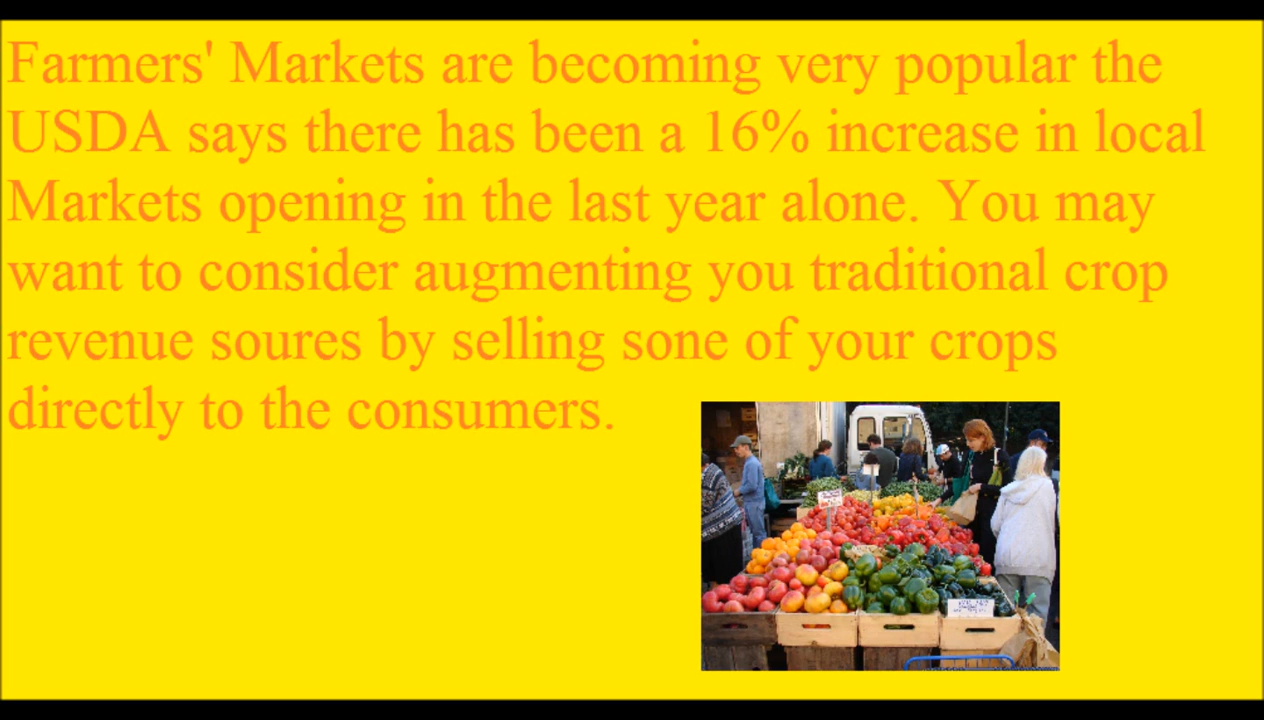 Farmers' Markets are becoming very popular the
USDA says there has been a 16% increase in local
Markets opening in the last year alone. You may
want to consider augmenting you traditional crop
revenue soures by selling sone of your crops
directly to the consumers.